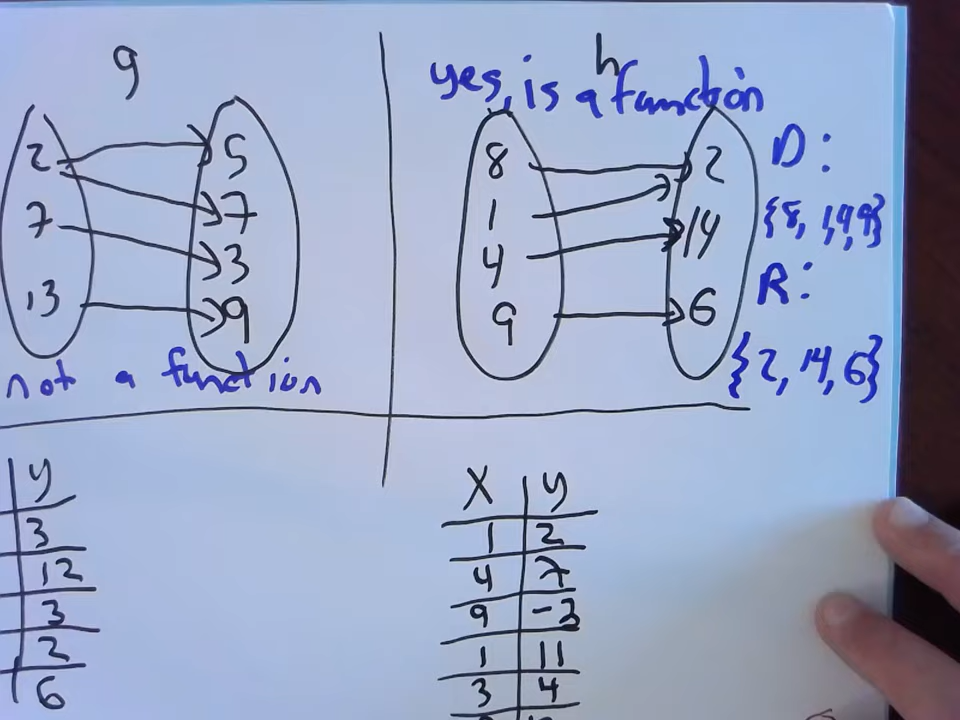 g
2 5
7 7
13 3
9
not a function
h
yes, is a function
8 2
1 14
4 6
9
D:
{8, 1,4,9}
R:
{2, 14, 6}
y
3
12
3
2
6
X y
1 2
4 7
9 -3
1 11
3 4